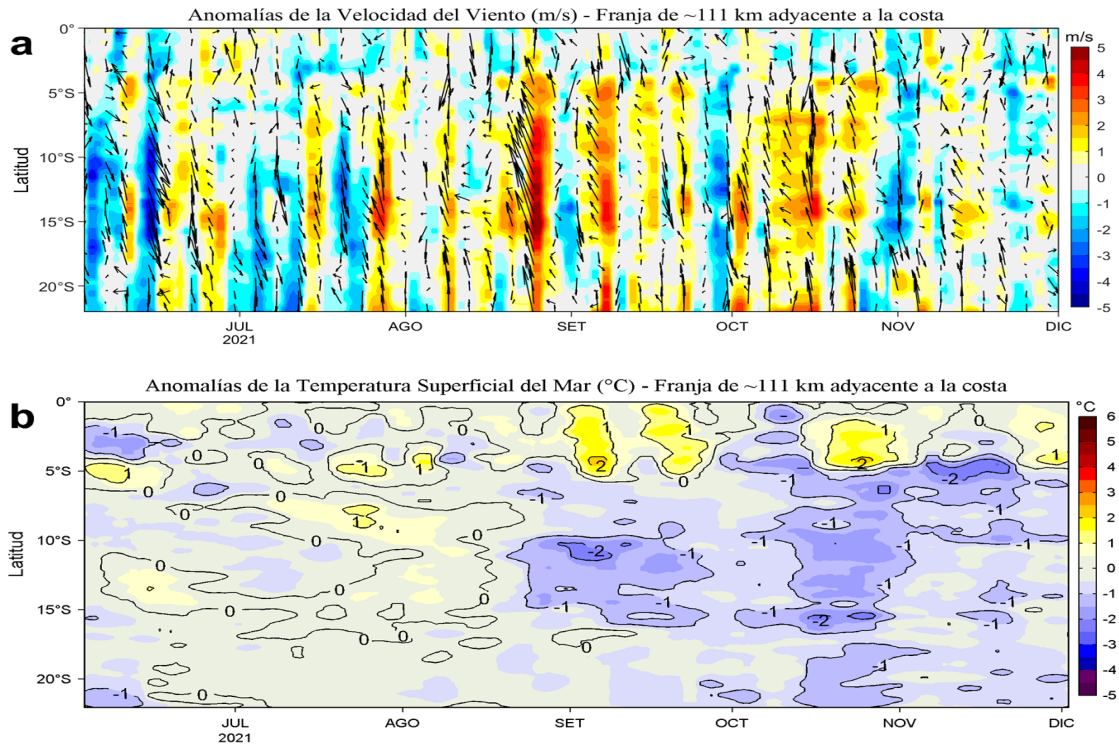 Anomalías de la Velocidad del Viento (m/s) - Franja de ~111 km adyacente a la costa
a
m/s
0°
5°S
10°S
15°S
20°S
Latitud
5
4
3
2
1
-1
-2
-3
-4
-5
JUL
2021
AGO
SET
OCT
NOV
DIC
Anomalías de la Temperatura Superficial del Mar (°C) - Franja de ~111 km adyacente a la costa
b
°C
0°
5°S
10°S
15°S
20°S
Latitud
6
5
4
3
2
1
0
-1
-2
-3
-4
-5
JUL
2021
AGO
SET
OCT
NOV
DIC